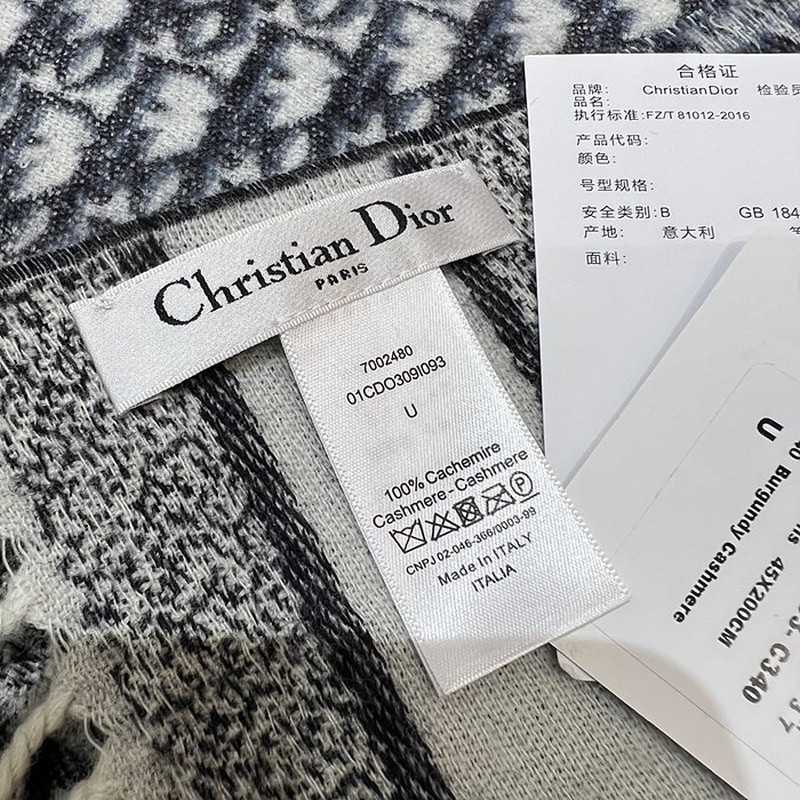 Christian Dior
PARIS
7002480
01CDO309I093
U
100% Cachemire
Cashmere-Cashmere
CNPJ 02-046-366/0003-99
Made In ITALY
ITALIA
合格证
品牌: ChristianDior 检验员
品名:
执行标准:FZ/T 81012-2016
产品代码:
颜色:
号型规格:
安全类别:B GB 184
产地: 意大利
面料:
U
40 Burgundy Cashmere
45X200CM
C340